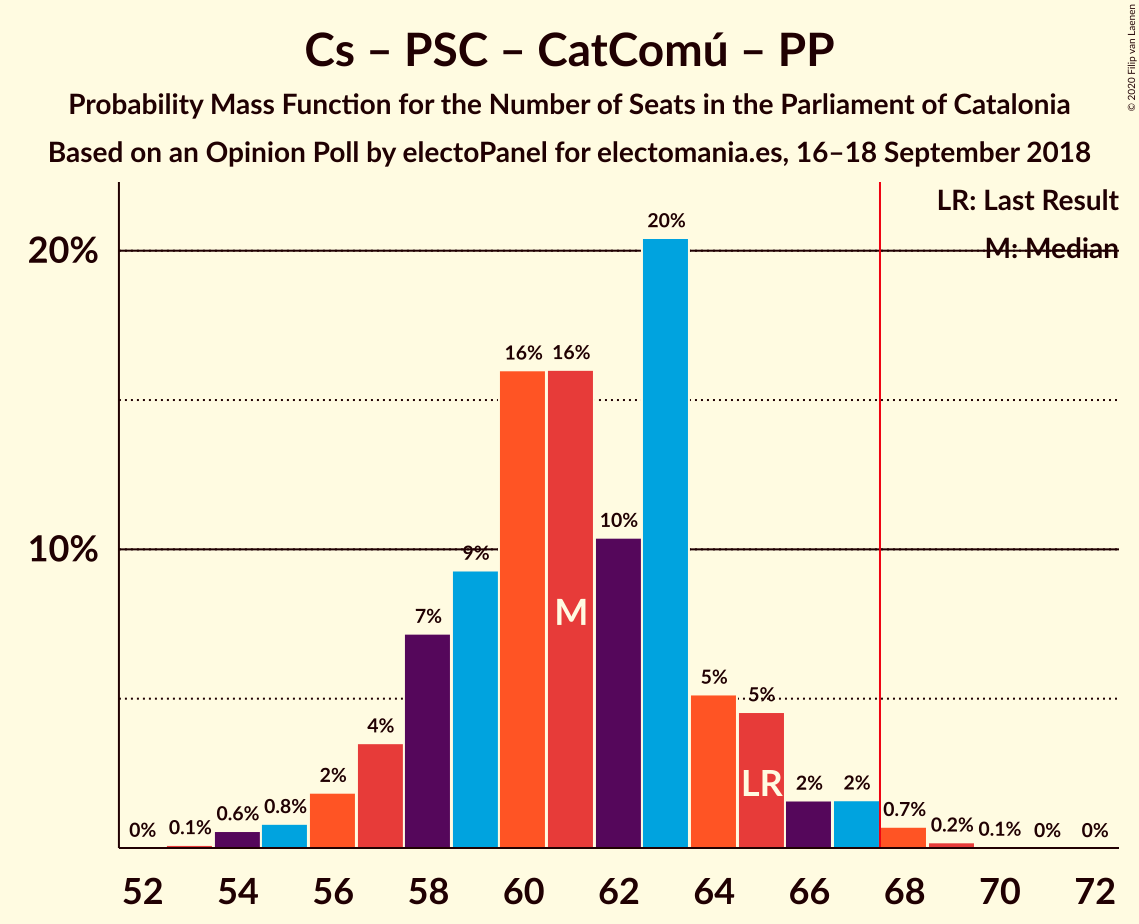 © 2020 Filip van Laenen
Cs – PSC – CatComú – PP
Probability Mass Function for the Number of Seats in the Parliament of Catalonia
Based on an Opinion Poll by electoPanel for electomania.es, 16–18 September 2018
LR: Last Result
M: Median
20%
10%
0% 0.1% 0.6% 0.8% 2% 4% 7% 9% 16% 16% 10% 20% 5% 5% 2% 2% 0.7% 0.2% 0.1% 0% 0%
M
LR
52 54 56 58 60 62 64 66 68 70 72